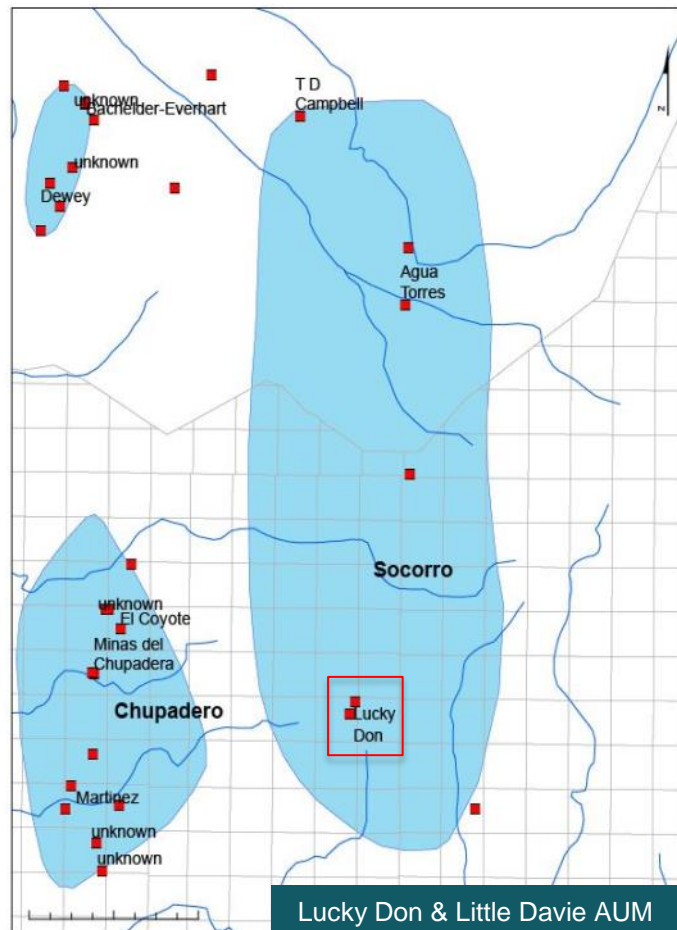 unknown
Bachelder-Everhart
unknown
Dewey
T D
Campbell
N
Agua
Torres
Socorro
unknown
El Coyote
Minas del
Chupadera
Chupadero
Lucky
Don
Martinez
unknown
unknown
Lucky Don & Little Davie AUM